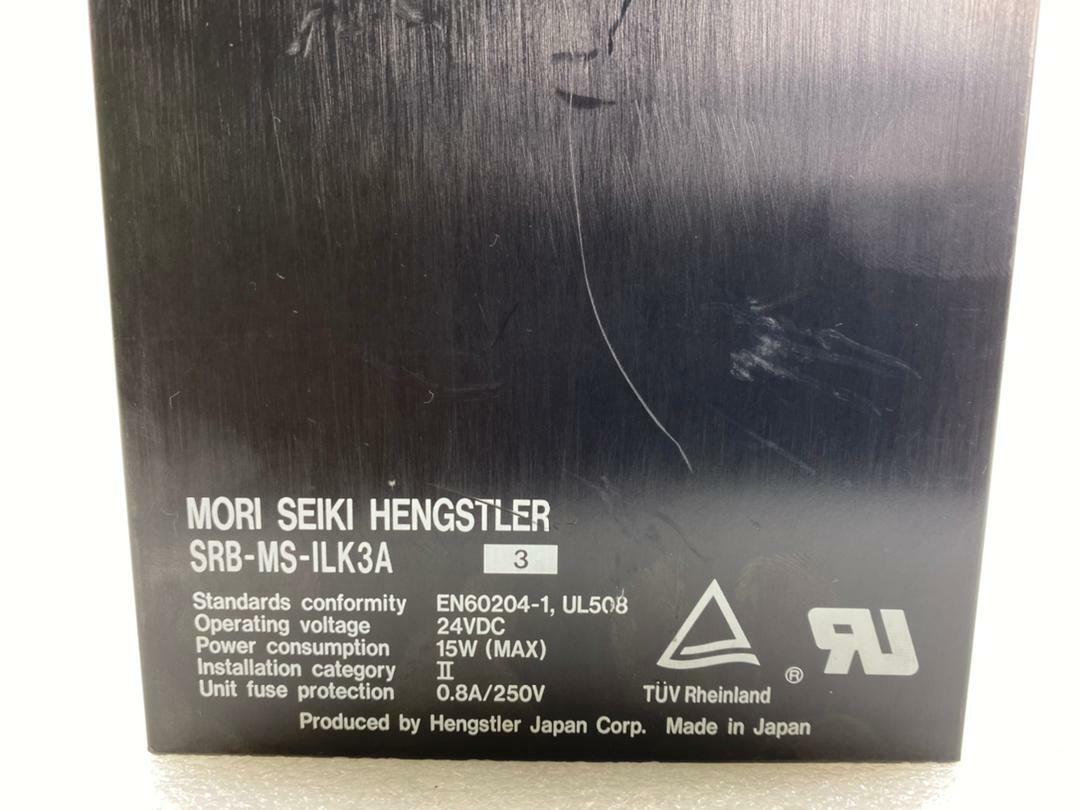 MORI SEIKI HENGSTLER
SRB-MS-ILK3A 3
Standards conformity EN60204-1, UL508
Operating voltage 24VDC
Power consumption 15W (MAX)
Installation category II
Unit fuse protection 0.8A/250V
TÜV Rheinland ®
RU
Produced by Hengstler Japan Corp. Made in Japan